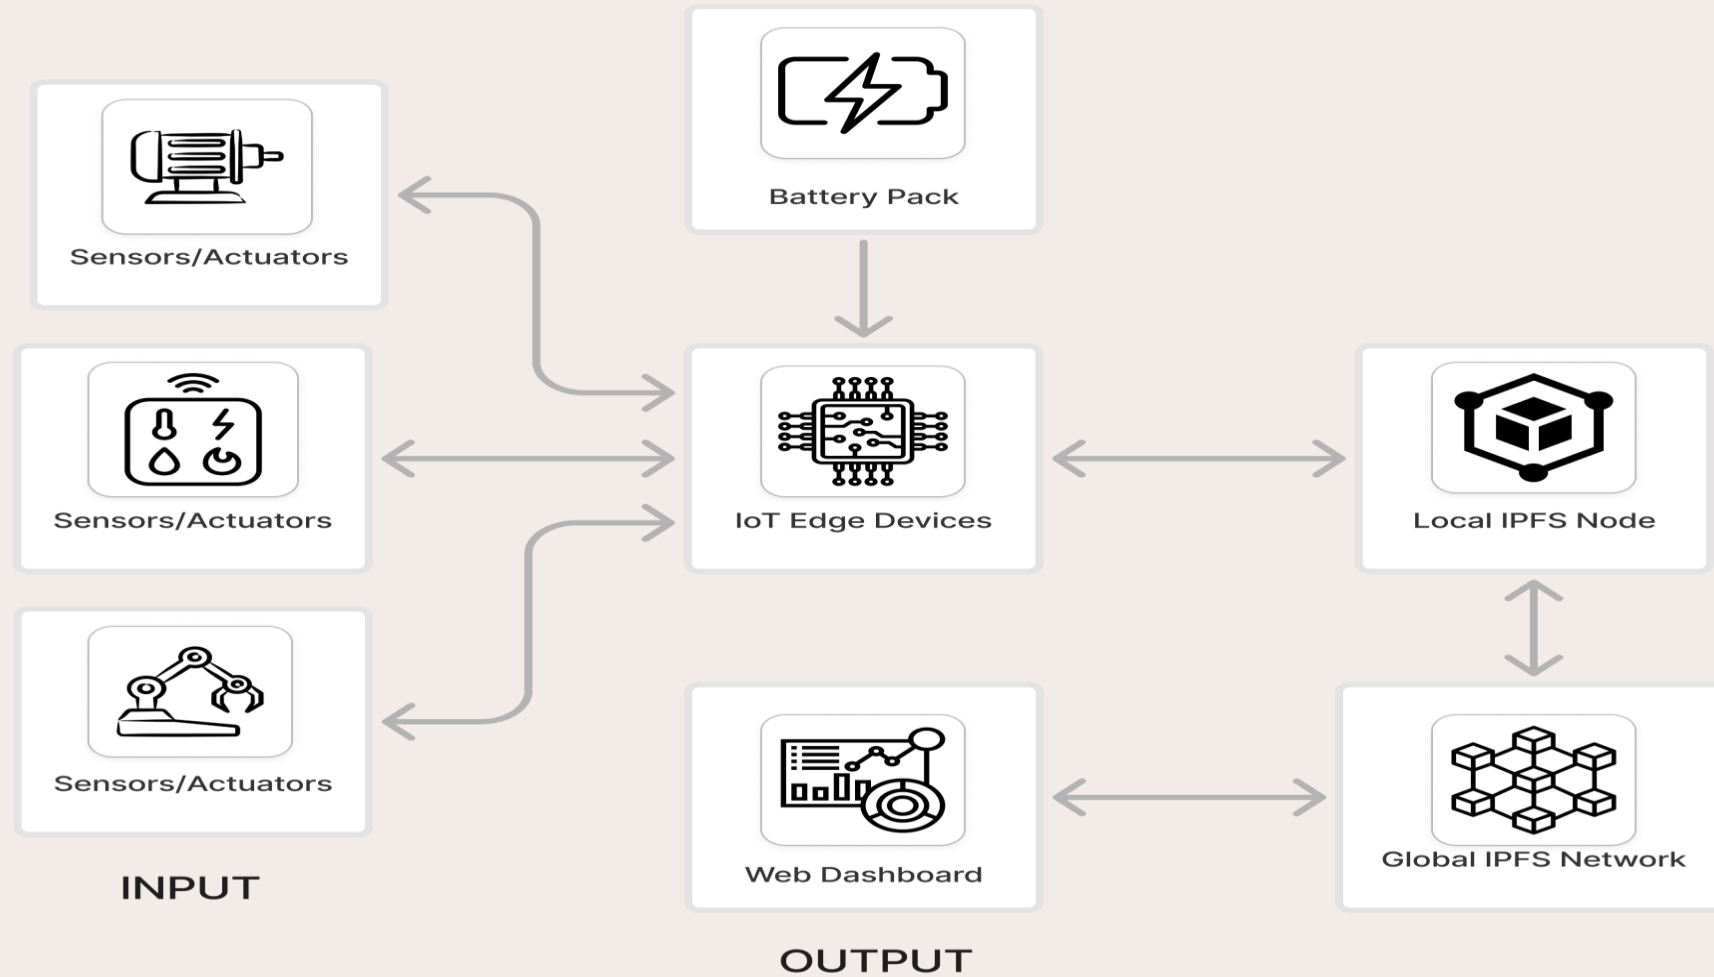 Battery Pack
Sensors/Actuators
Sensors/Actuators
IoT Edge Devices
Local IPFS Node
Sensors/Actuators
Web Dashboard
Global IPFS Network
INPUT
OUTPUT